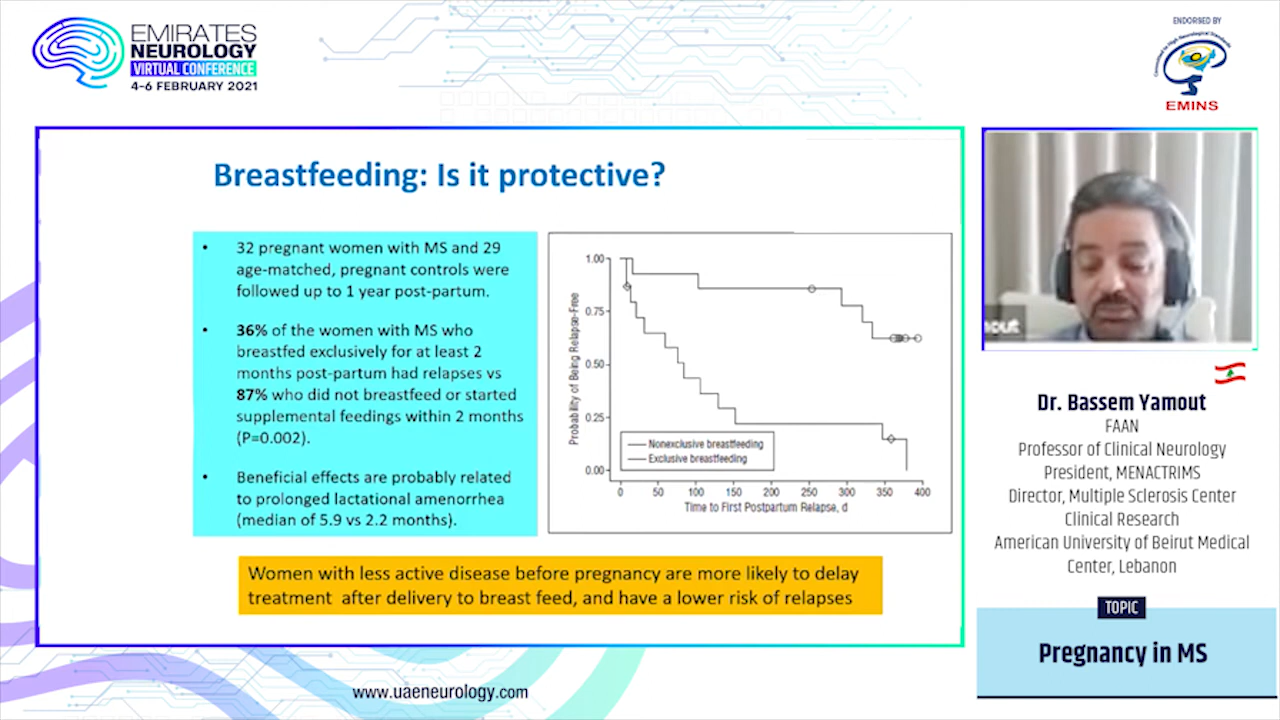 EMIRATES
NEUROLOGY
VIRTUAL CONFERENCE
4-6 FEBRUARY 2021
ENDORSED BY
EMINS
Breastfeeding: Is it protective?
• 32 pregnant women with MS and 29
age-matched, pregnant controls were
followed up to 1 year post-partum.
• 36% of the women with MS who
breastfed exclusively for at least 2
months post-partum had relapses vs
87% who did not breastfeed or started
supplemental feedings within 2 months
(P=0.002).
• Beneficial effects are probably related
to prolonged lactational amenorrhea
(median of 5.9 vs 2.2 months).
Probability of Being Relapse-Free
1.00
0.75
0.50
0.25
0.00
Nonexclusive breastfeeding
Exclusive breastfeeding
0 50 100 150 200 250 300 350 400
Time to First Postpartum Relapse, d
Women with less active disease before pregnancy are more likely to delay
treatment after delivery to breast feed, and have a lower risk of relapses
Dr. Bassem Yamout
FAAN
Professor of Clinical Neurology
President, MENACTRIMS
Director, Multiple Sclerosis Center
Clinical Research
American University of Beirut Medical
Center, Lebanon
TOPIC
Pregnancy in MS
www.uaeneurology.com